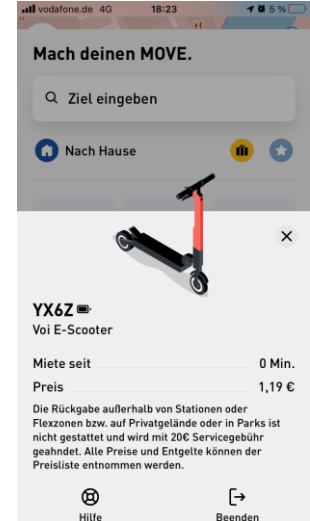 vodafone.de 4G 18:23 5 %
Mach deinen MOVE.
Ziel eingeben
Nach Hause
YX6Z
Voi E-Scooter
Miete seit 0 Min.
Preis 1,19 €
Die Rückgabe außerhalb von Stationen oder
Flexzonen bzw. auf Privatgelände oder in Parks ist
nicht gestattet und wird mit 20€ Servicegebühr
geahndet. Alle Preise und Entgelte können der
Preisliste entnommen werden.
Hilfe Beenden